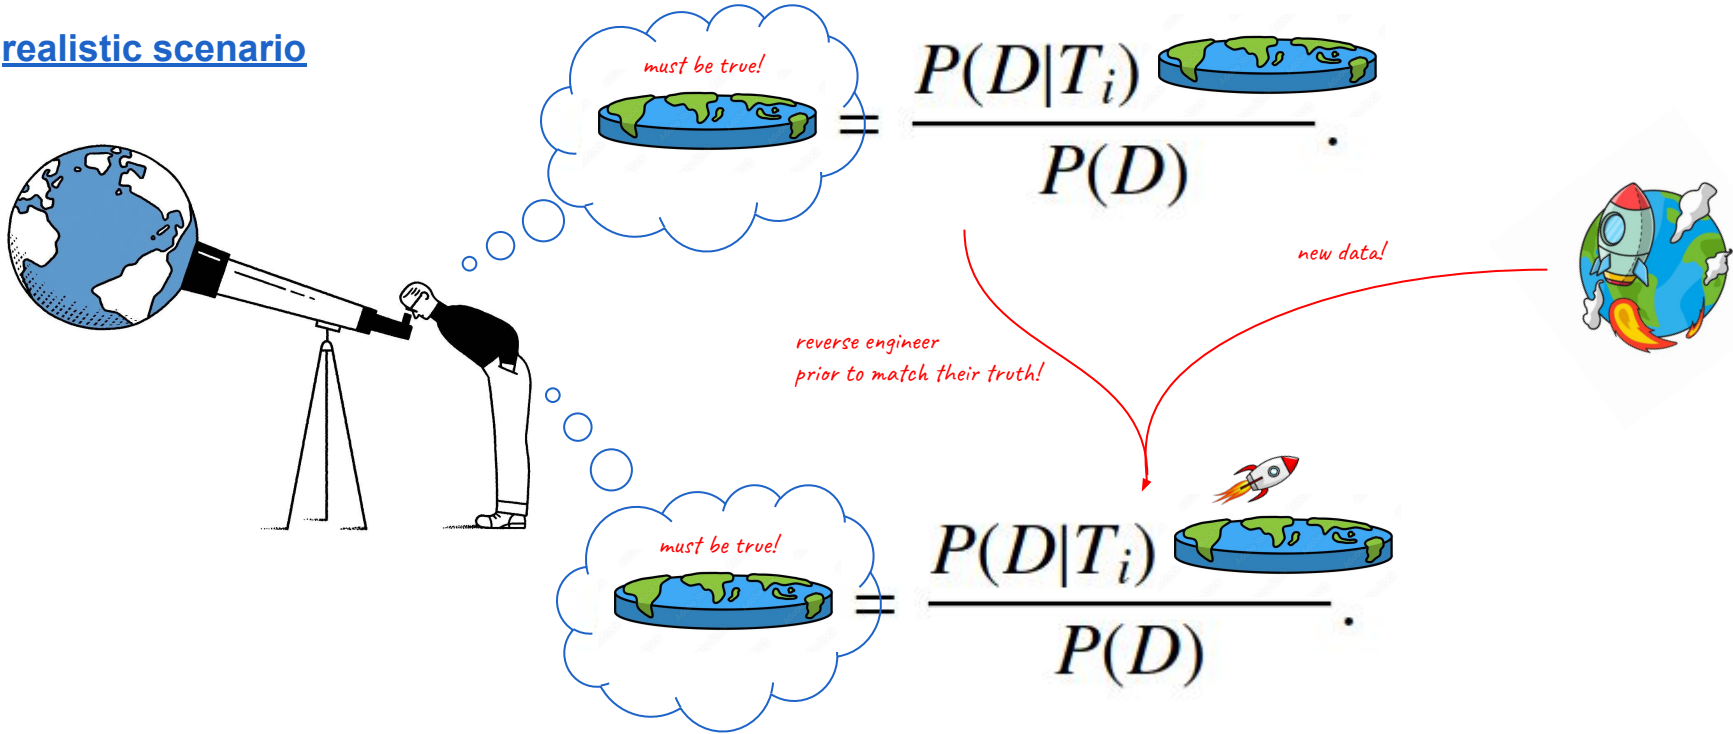 realistic scenario
must be true!
= P(D|Tᵢ) / P(D) .
new data!
reverse engineer
prior to match their truth!
must be true!
= P(D|Tᵢ) / P(D) .